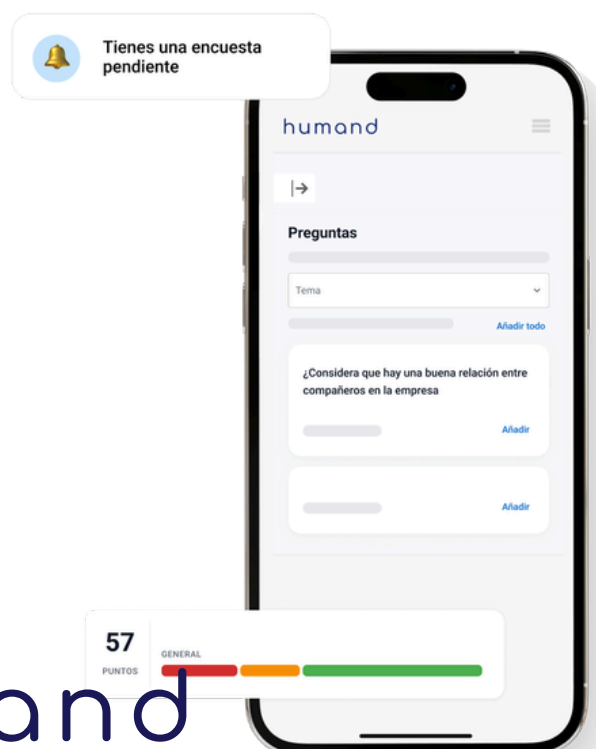 Tienes una encuesta
pendiente
humand
Preguntas
Tema
Añadir todo
¿Considera que hay una buena relación entre
compañeros en la empresa
Añadir
Añadir
57
PUNTOS
GENERAL
and